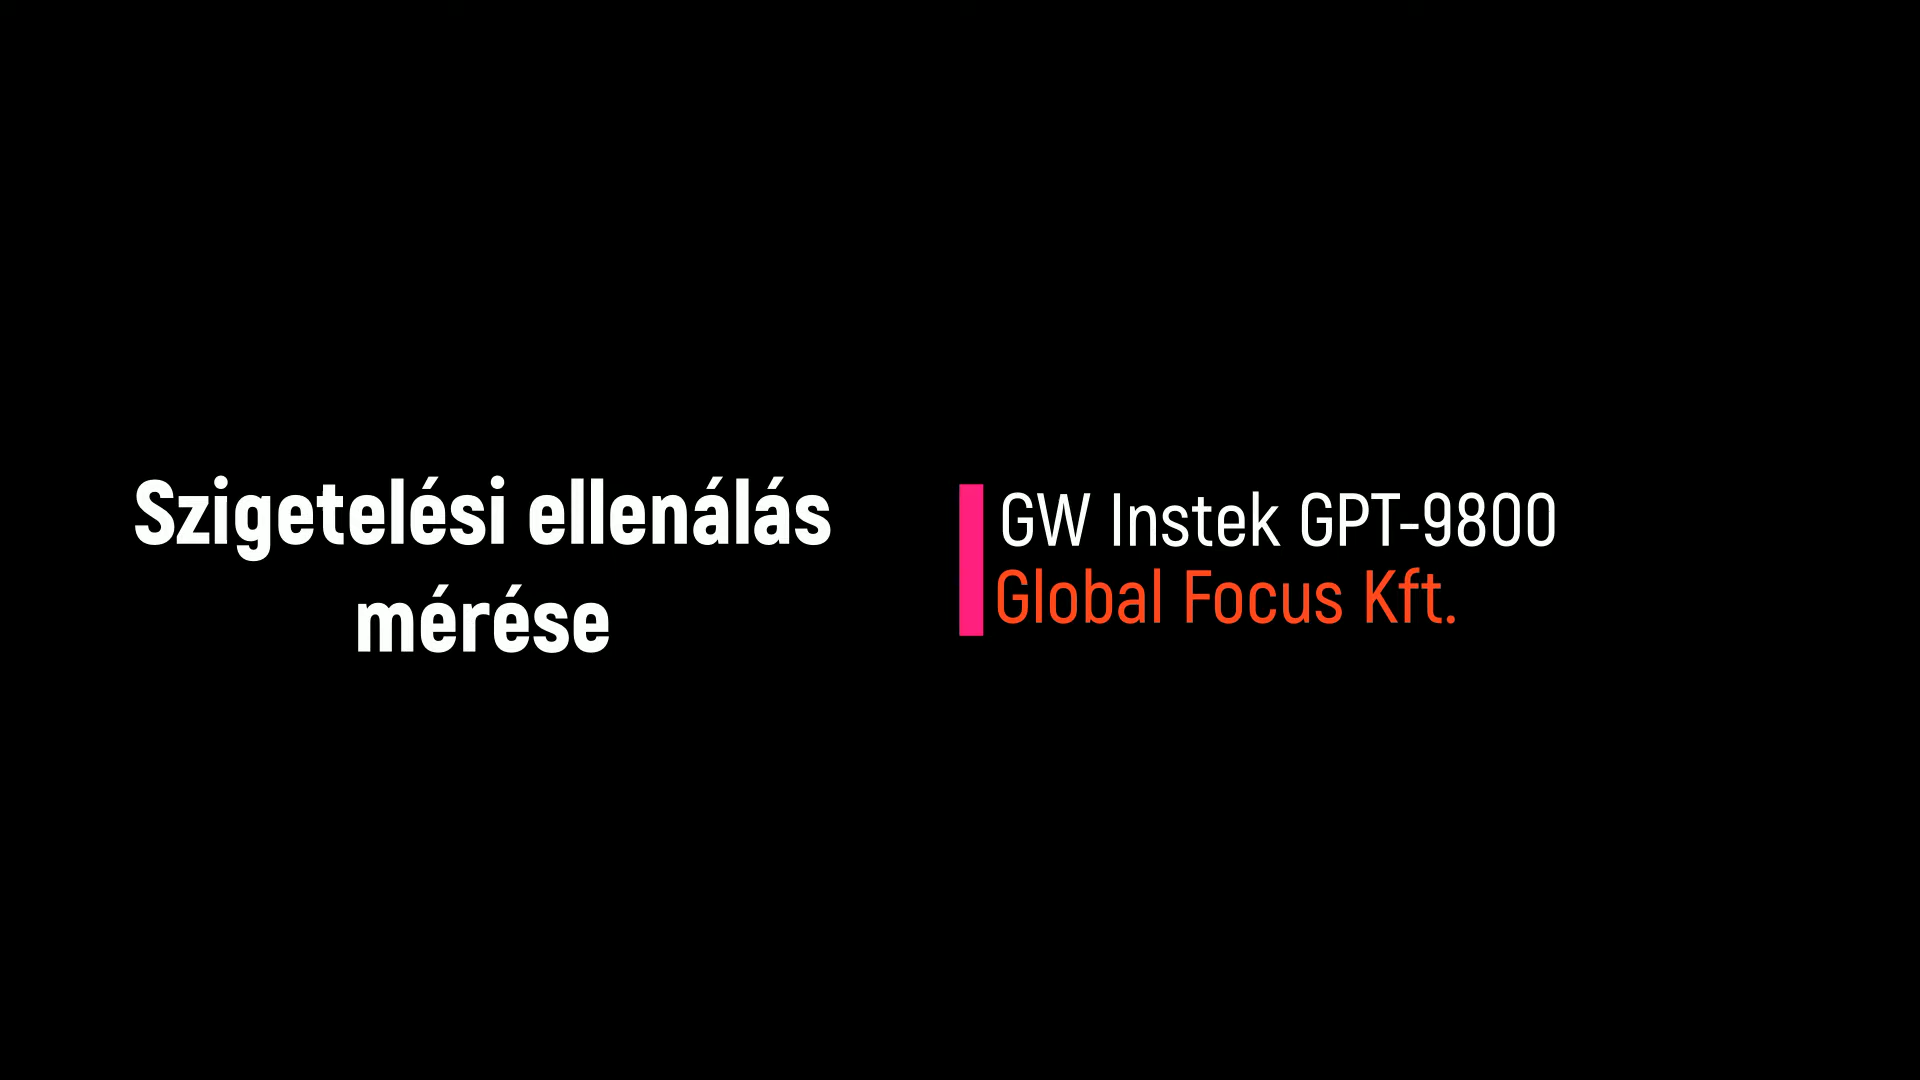 Szigetelési ellenálás
mérése
GW Instek GPT-9800
Global Focus Kft.